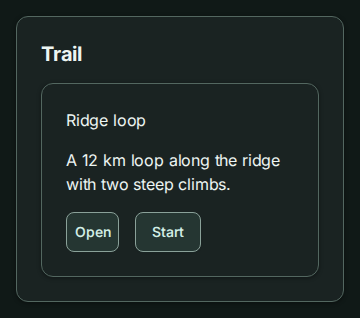 Trail
Ridge loop
A 12 km loop along the ridge
with two steep climbs.
Open
Start